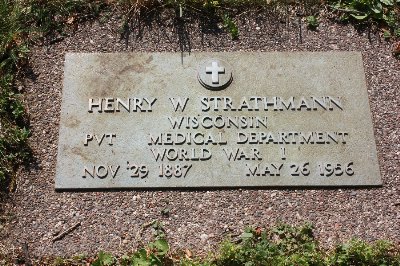 HENRY W STRATHMANN
WISCONSIN
PVT MEDICAL DEPARTMENT
WORLD WAR I
NOV 29 1887 MAY 26 1956